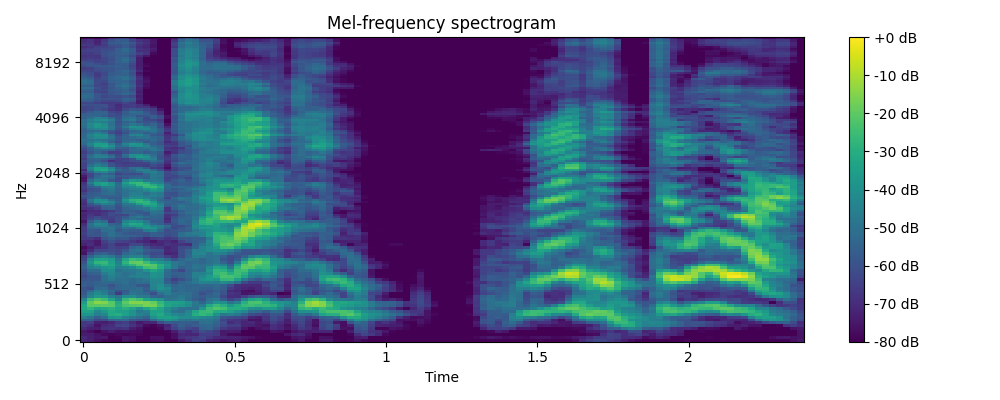 Mel-frequency spectrogram
Hz
8192
4096
2048
1024
512
0
0
0.5
1
1.5
2
Time
+0 dB
-10 dB
-20 dB
-30 dB
-40 dB
-50 dB
-60 dB
-70 dB
-80 dB